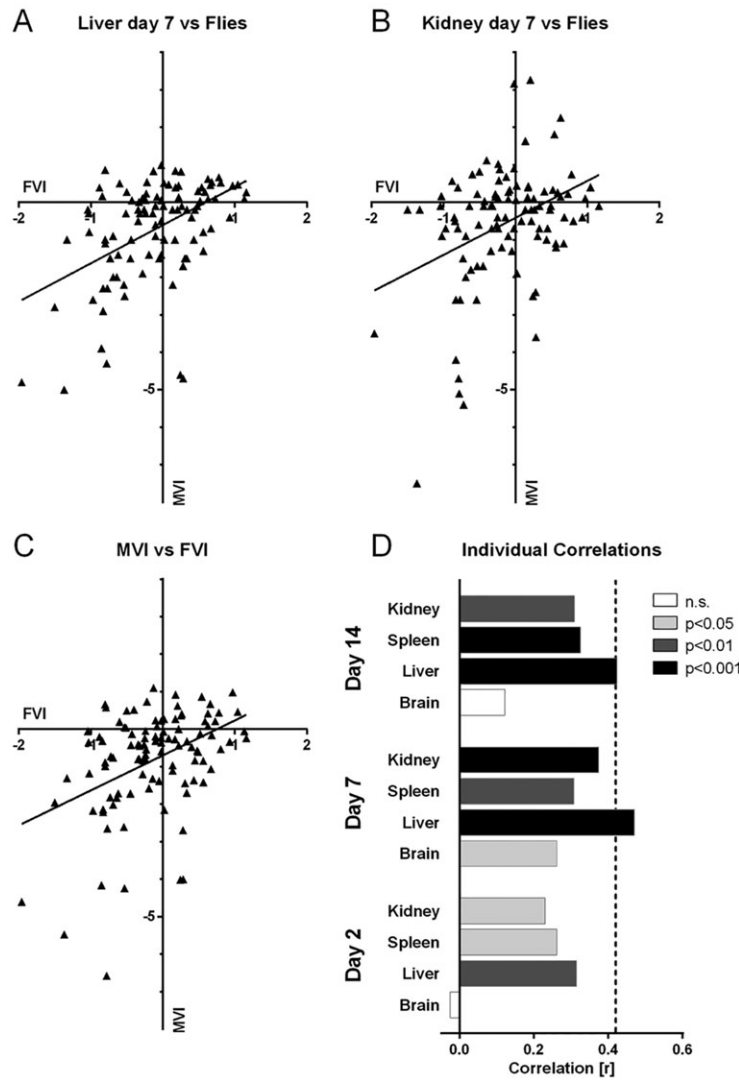 A
Liver day 7 vs Flies
FVI
-2
-1
1
2
-5
MVI
B
Kidney day 7 vs Flies
FVI
-2
-1
1
2
-5
MVI
C
MVI vs FVI
FVI
-2
-1
1
2
-5
MVI
D
Individual Correlations
n.s.
p<0.05
p<0.01
p<0.001
Day 14
Kidney
Spleen
Liver
Brain
Day 7
Kidney
Spleen
Liver
Brain
Day 2
Kidney
Spleen
Liver
Brain
0.0 0.2 0.4 0.6
Correlation [r]